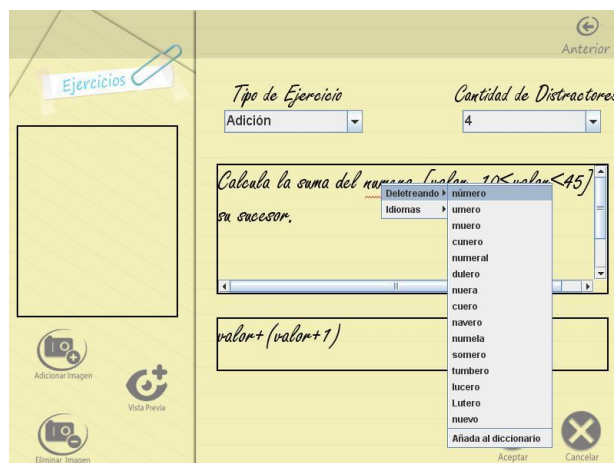 Anterior
Ejercicios
Tipo de Ejercicio
Cantidad de Distractores
Adición
4
Calcula la suma del numero [valor 10≤valor≤45]
su sucesor.
Deletreando
Idiomas
número
umero
muero
cunero
numeral
dulero
nuera
cuero
navero
numela
somero
tumbero
lucero
Lutero
nuevo
Añada al diccionario
valor+(valor+1)
Adicionar Imagen
Vista Previa
Eliminar Imagen
Aceptar
Cancelar